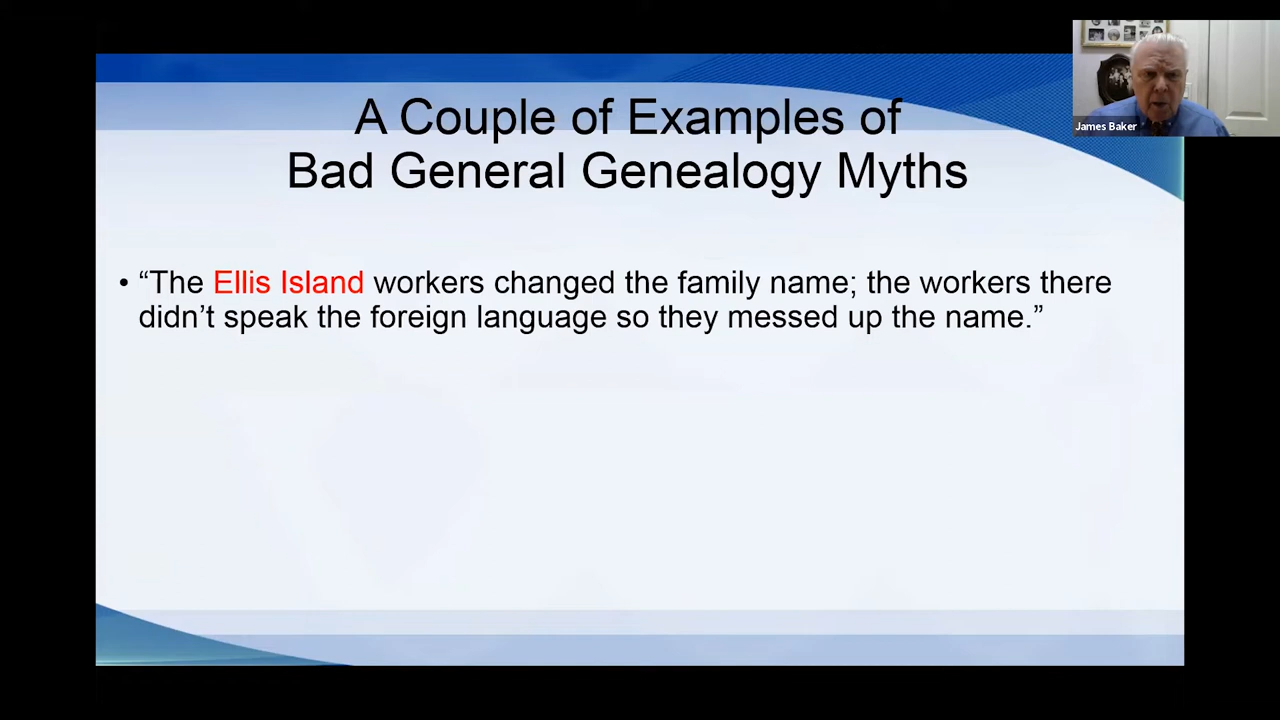 A Couple of Examples of
Bad General Genealogy Myths
James Baker
• “The Ellis Island workers changed the family name; the workers there
didn’t speak the foreign language so they messed up the name.”